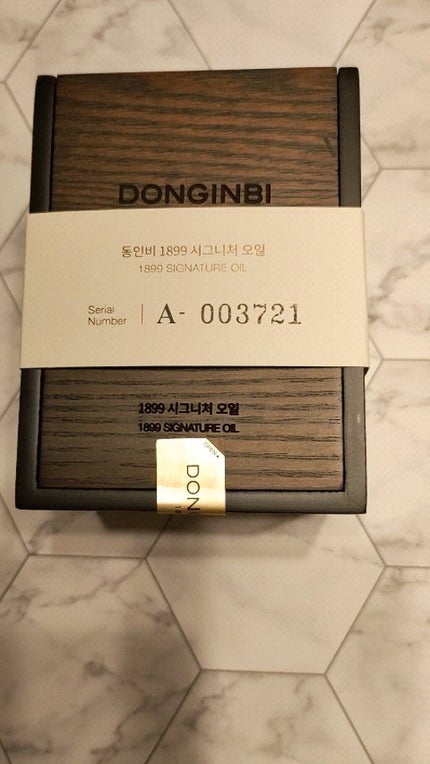 DONGINBI
동인비 1899 시그니처 오일
1899 SIGNATURE OIL
Serial
Number
A- 003721
1899 시그니처 오일
1899 SIGNATURE OIL
OPEN
DON